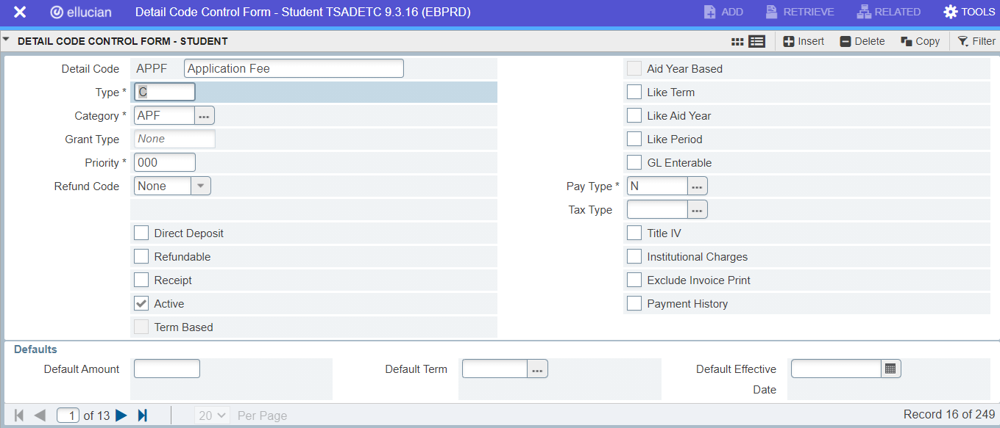 ellucian Detail Code Control Form - Student TSADETC 9.3.16 (EBPRD) ADD RETRIEVE RELATED TOOLS
DETAIL CODE CONTROL FORM - STUDENT Insert Delete Copy Filter
Detail Code APPF Application Fee Aid Year Based
Type * C Like Term
Category * APF ... Like Aid Year
Grant Type None Like Period
Priority * 000 GL Enterable
Refund Code None Pay Type * N ...
Tax Type ...
Direct Deposit Title IV
Refundable Institutional Charges
Receipt Exclude Invoice Print
Active Payment History
Term Based
Defaults
Default Amount Default Term ... Default Effective
Date
1 of 13 20 Per Page Record 16 of 249